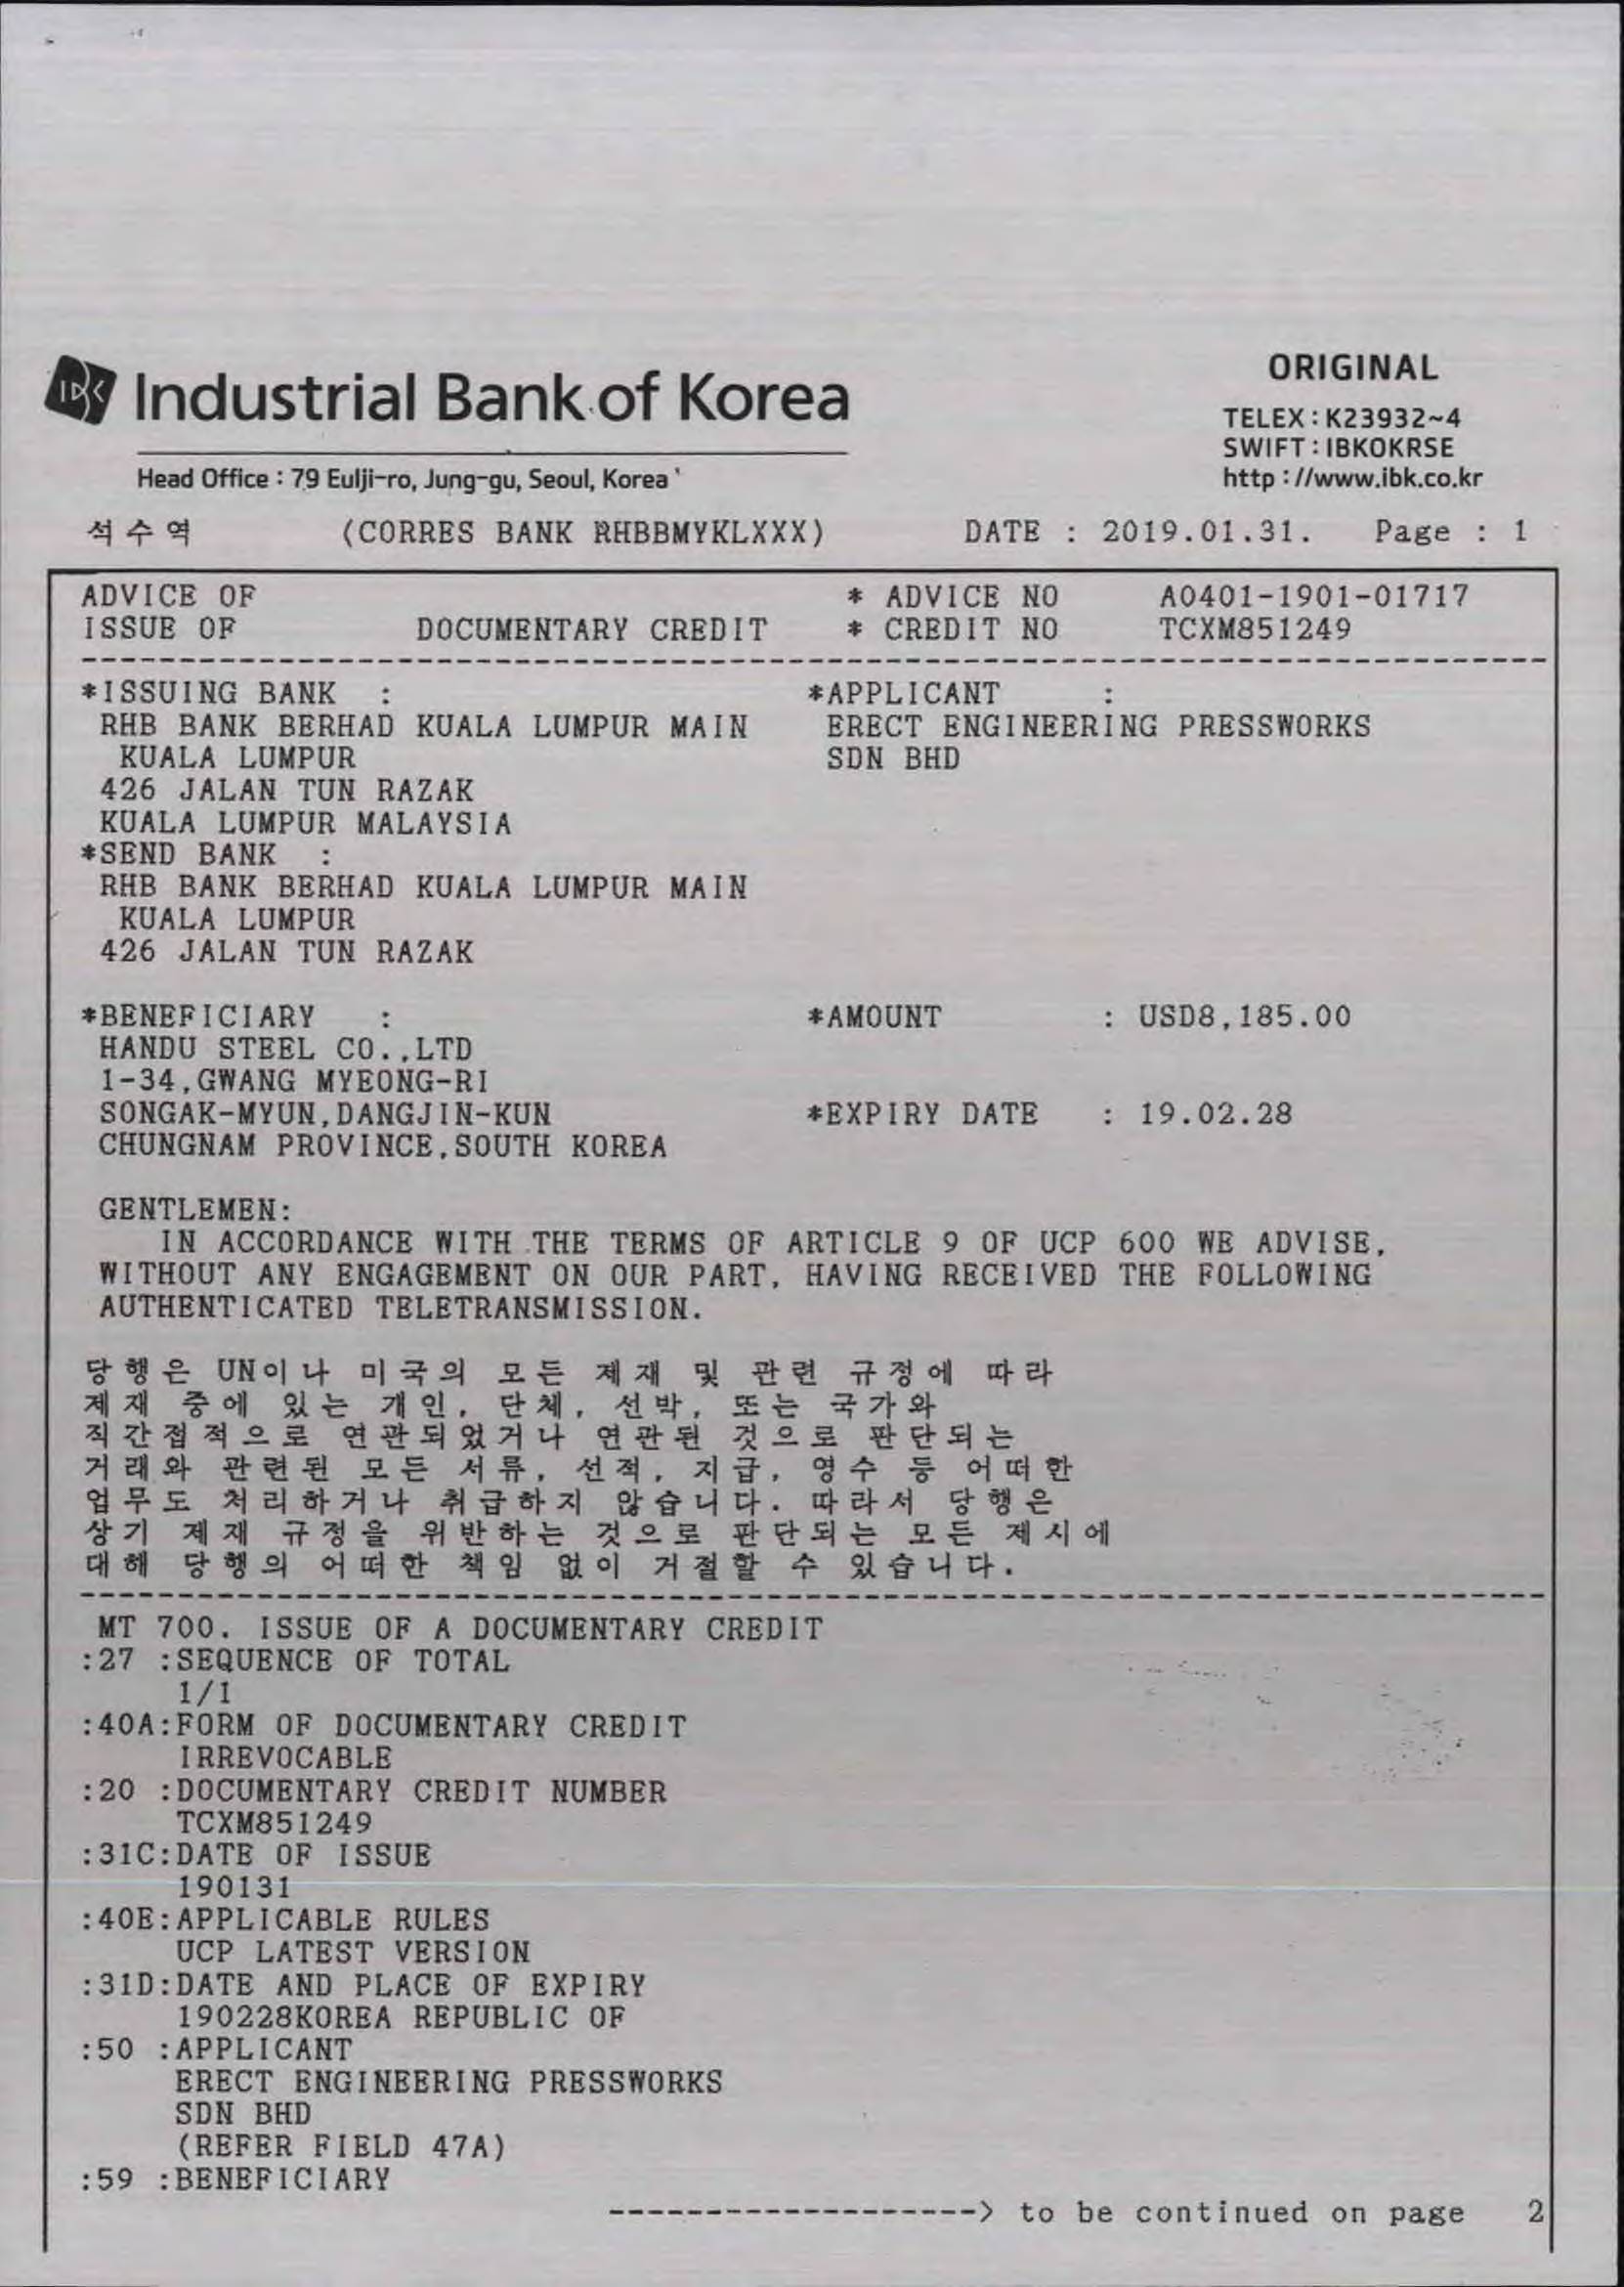 IBK Industrial Bank of Korea
ORIGINAL
TELEX : K23932~4
SWIFT : IBKOKRSE
Head Office : 79 Eulji-ro, Jung-gu, Seoul, Korea
http : //www.ibk.co.kr
석수역 (CORRES BANK RHBBMYKLXXX) DATE : 2019.01.31. Page : 1
ADVICE OF * ADVICE NO A0401-1901-01717
ISSUE OF DOCUMENTARY CREDIT * CREDIT NO TCXM851249
*ISSUING BANK : *APPLICANT :
RHB BANK BERHAD KUALA LUMPUR MAIN ERECT ENGINEERING PRESSWORKS
KUALA LUMPUR SDN BHD
426 JALAN TUN RAZAK
KUALA LUMPUR MALAYSIA
*SEND BANK :
RHB BANK BERHAD KUALA LUMPUR MAIN
KUALA LUMPUR
426 JALAN TUN RAZAK
*BENEFICIARY : *AMOUNT : USD8,185.00
HANDU STEEL CO.,LTD
1-34,GWANG MYEONG-RI
SONGAK-MYUN,DANGJIN-KUN *EXPIRY DATE : 19.02.28
CHUNGNAM PROVINCE,SOUTH KOREA
GENTLEMEN:
IN ACCORDANCE WITH THE TERMS OF ARTICLE 9 OF UCP 600 WE ADVISE,
WITHOUT ANY ENGAGEMENT ON OUR PART, HAVING RECEIVED THE FOLLOWING
AUTHENTICATED TELETRANSMISSION.
당행은 UN이나 미국의 모든 제재 및 관련 규정에 따라
제재 중에 있는 개인, 단체, 선박, 또는 국가와
직간접적으로 연관되었거나 연관된 것으로 판단되는
거래와 관련된 모든 서류, 선적, 지급, 영수 등 어떠한
업무도 처리하거나 취급하지 않습니다. 따라서 당행은
상기 제재 규정을 위반하는 것으로 판단되는 모든 제시에
대해 당행의 어떠한 책임 없이 거절할 수 있습니다.
MT 700. ISSUE OF A DOCUMENTARY CREDIT
:27 :SEQUENCE OF TOTAL
1/1
:40A:FORM OF DOCUMENTARY CREDIT
IRREVOCABLE
:20 :DOCUMENTARY CREDIT NUMBER
TCXM851249
:31C:DATE OF ISSUE
190131
:40E:APPLICABLE RULES
UCP LATEST VERSION
:31D:DATE AND PLACE OF EXPIRY
190228KOREA REPUBLIC OF
:50 :APPLICANT
ERECT ENGINEERING PRESSWORKS
SDN BHD
(REFER FIELD 47A)
:59 :BENEFICIARY
-------------------> to be continued on page 2